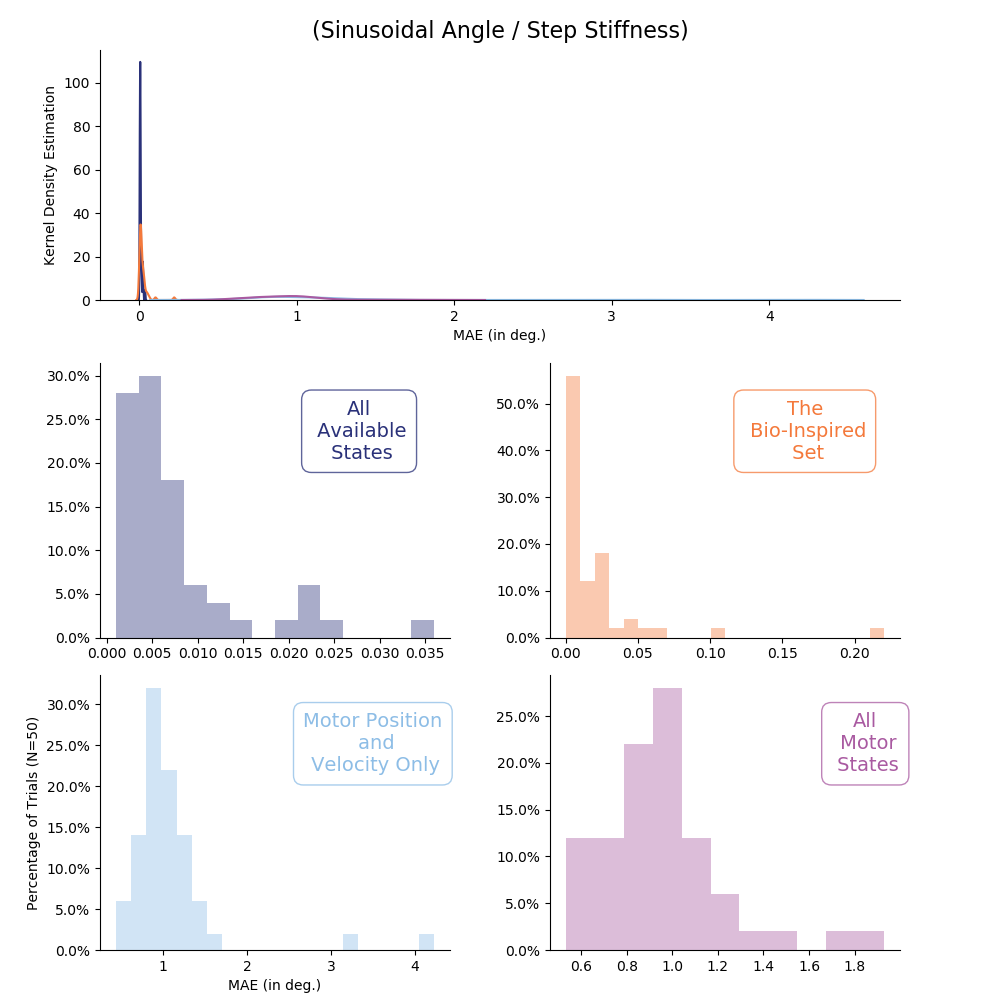 (Sinusoidal Angle / Step Stiffness)
Kernel Density Estimation
100
80
60
40
20
0
0 1 2 3 4
MAE (in deg.)
30.0%
25.0%
20.0%
15.0%
10.0%
5.0%
0.0%
All
Available
States
0.000 0.005 0.010 0.015 0.020 0.025 0.030 0.035
50.0%
40.0%
30.0%
20.0%
10.0%
0.0%
The
Bio-Inspired
Set
0.00 0.05 0.10 0.15 0.20
Percentage of Trials (N=50)
30.0%
25.0%
20.0%
15.0%
10.0%
5.0%
0.0%
Motor Position
and
Velocity Only
1 2 3 4
MAE (in deg.)
25.0%
20.0%
15.0%
10.0%
5.0%
0.0%
All
Motor
States
0.6 0.8 1.0 1.2 1.4 1.6 1.8